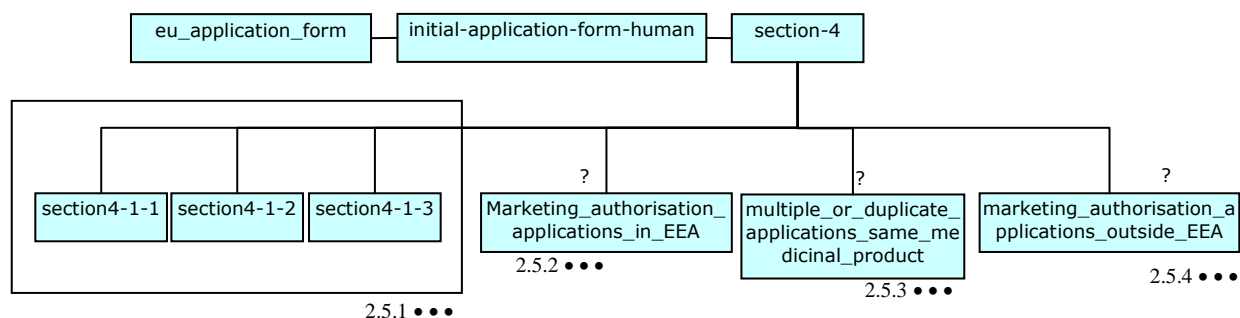 eu_application_form
initial-application-form-human
section-4
?
?
?
section4-1-1
section4-1-2
section4-1-3
Marketing_authorisation_
applications_in_EEA
multiple_or_duplicate_
applications_same_me
dicinal_product
marketing_authorisation_a
pplications_outside_EEA
2.5.2 ● ● ●
2.5.3 ● ● ●
2.5.4 ● ● ●
2.5.1 ● ● ●